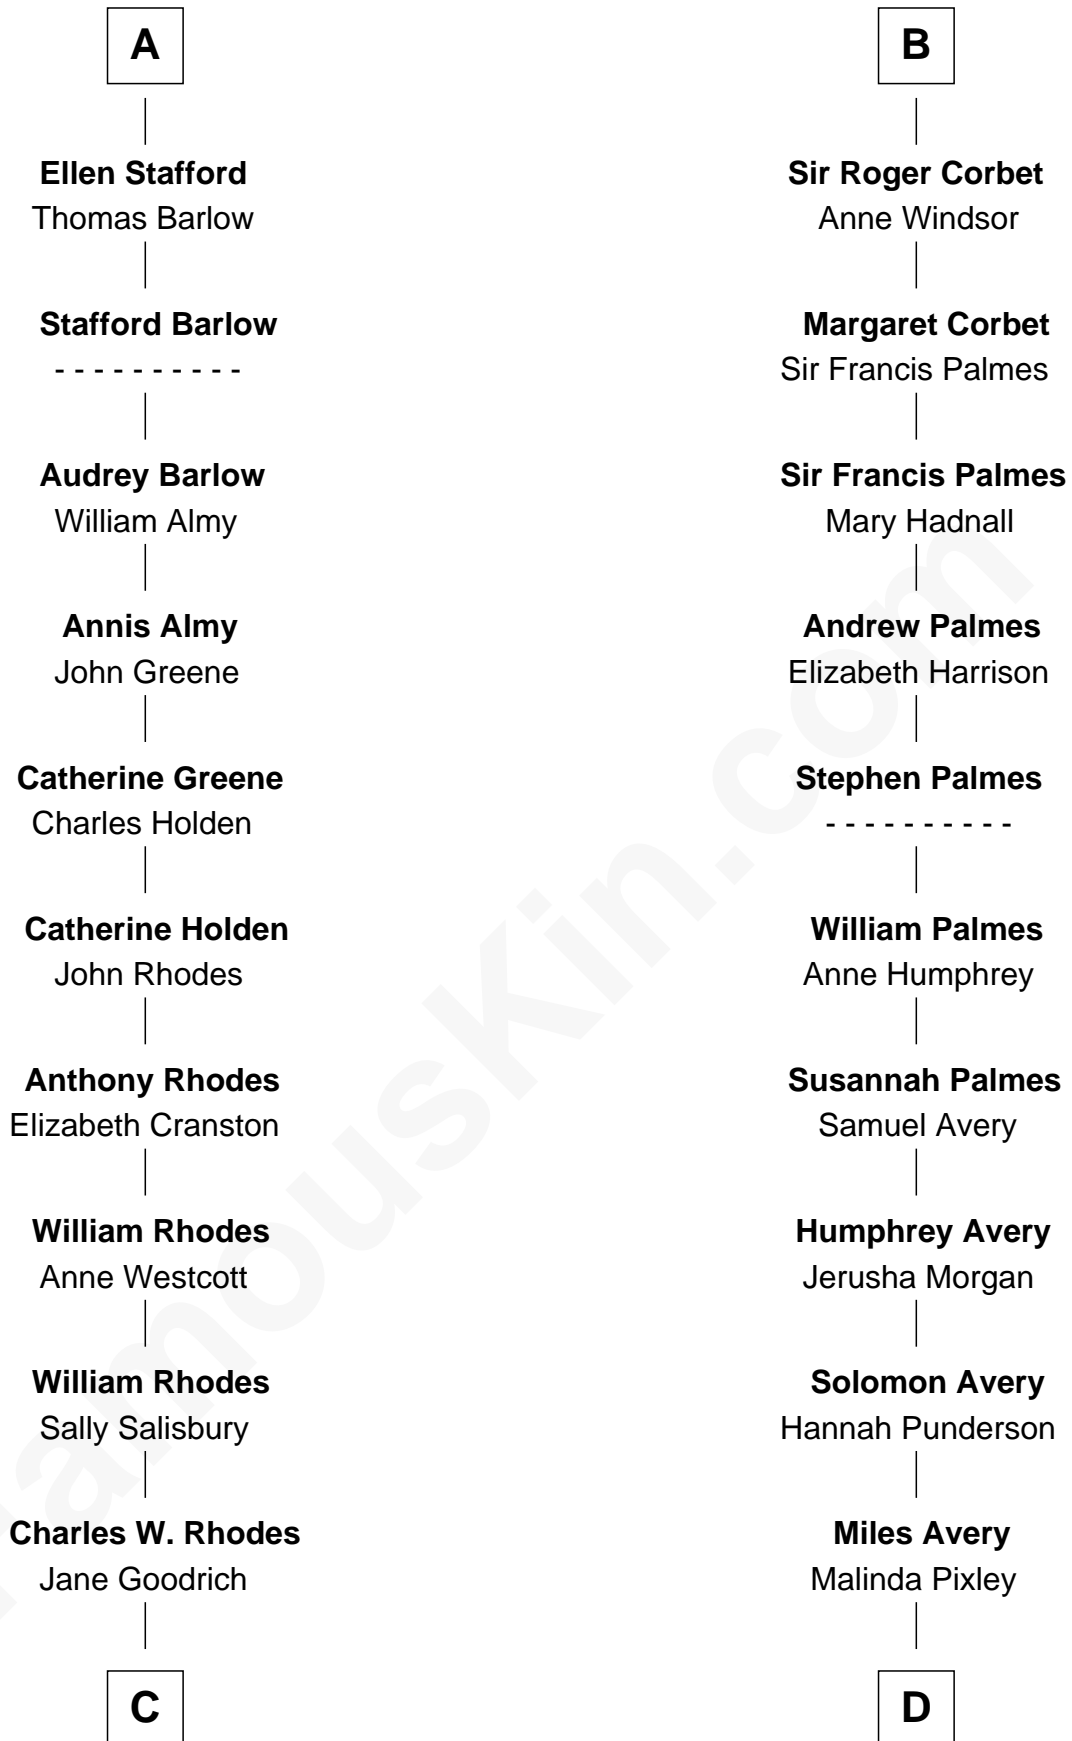 A
Ellen Stafford
Thomas Barlow
Stafford Barlow
- - - - - - - - - -
Audrey Barlow
William Almy
Annis Almy
John Greene
Catherine Greene
Charles Holden
Catherine Holden
John Rhodes
Anthony Rhodes
Elizabeth Cranston
William Rhodes
Anne Westcott
William Rhodes
Sally Salisbury
Charles W. Rhodes
Jane Goodrich
C
B
Sir Roger Corbet
Anne Windsor
Margaret Corbet
Sir Francis Palmes
Sir Francis Palmes
Mary Hadnall
Andrew Palmes
Elizabeth Harrison
Stephen Palmes
- - - - - - - - - -
William Palmes
Anne Humphrey
Susannah Palmes
Samuel Avery
Humphrey Avery
Jerusha Morgan
Solomon Avery
Hannah Punderson
Miles Avery
Malinda Pixley
D
FamousKin.com